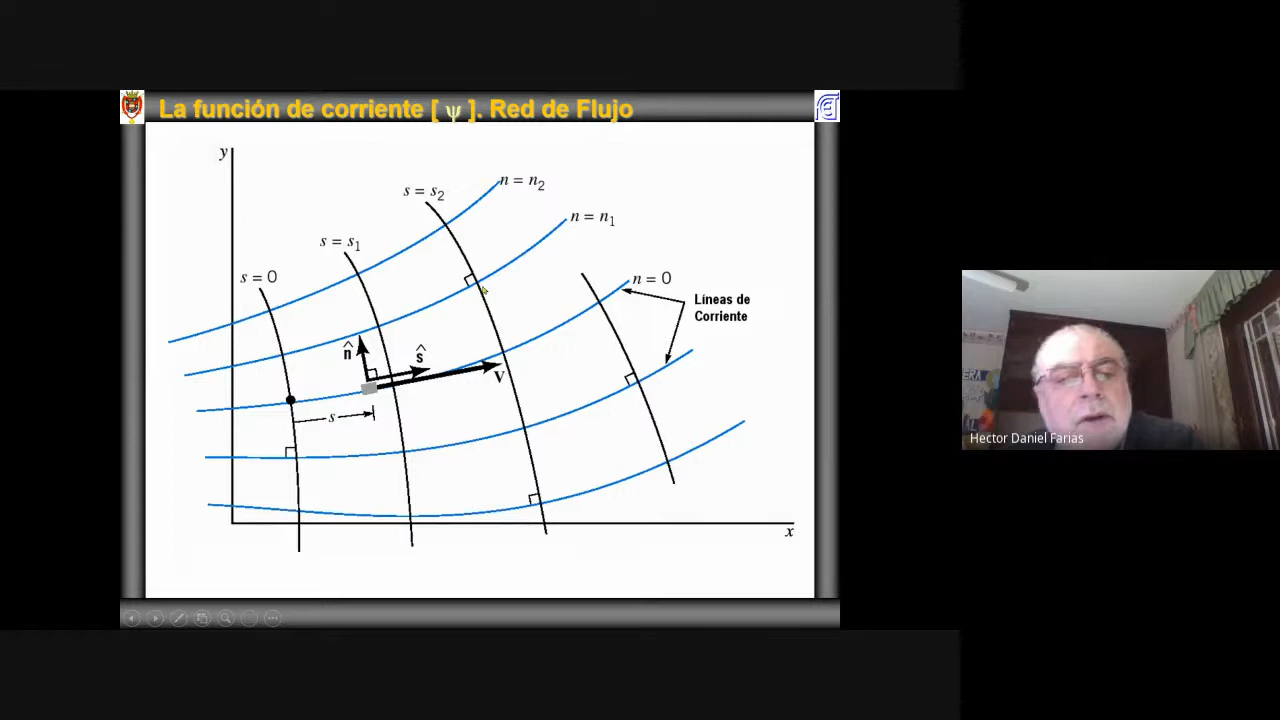 La función de corriente [ ψ ]. Red de Flujo
y
s = s₂
n = n₂
n = n₁
s = s₁
s = 0
n = 0
Líneas de
Corriente
n̂
ŝ
V
s
x
Hector Daniel Farias